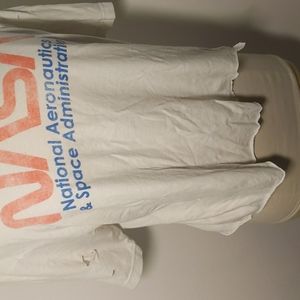 NASA
National Aeronautics
& Space Administration